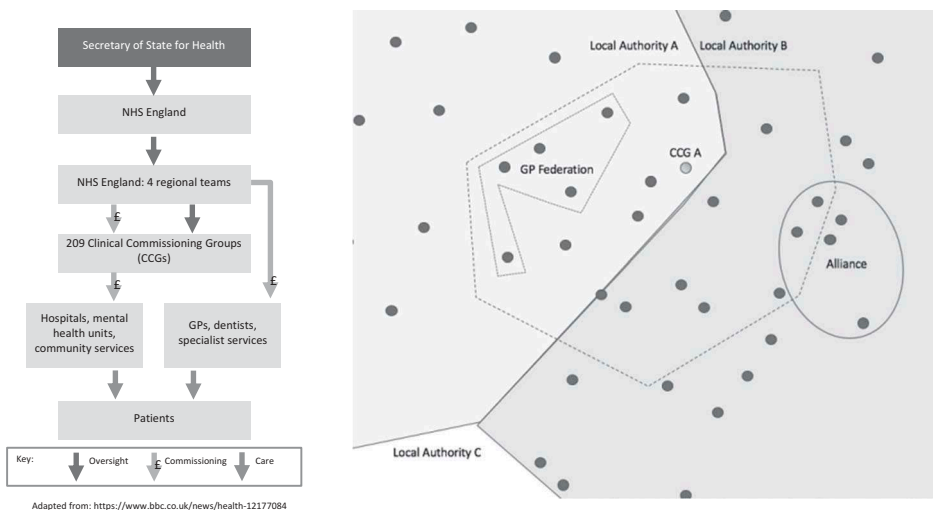 Secretary of State for Health
NHS England
NHS England: 4 regional teams
£
£
209 Clinical Commissioning Groups
(CCGs)
£
Hospitals, mental
health units,
community services
GPs, dentists,
specialist services
Patients
Key:
Oversight
£
Commissioning
Care
Adapted from: https://www.bbc.co.uk/news/health-12177084
Local Authority A
Local Authority B
CCG A
GP Federation
Alliance
Local Authority C